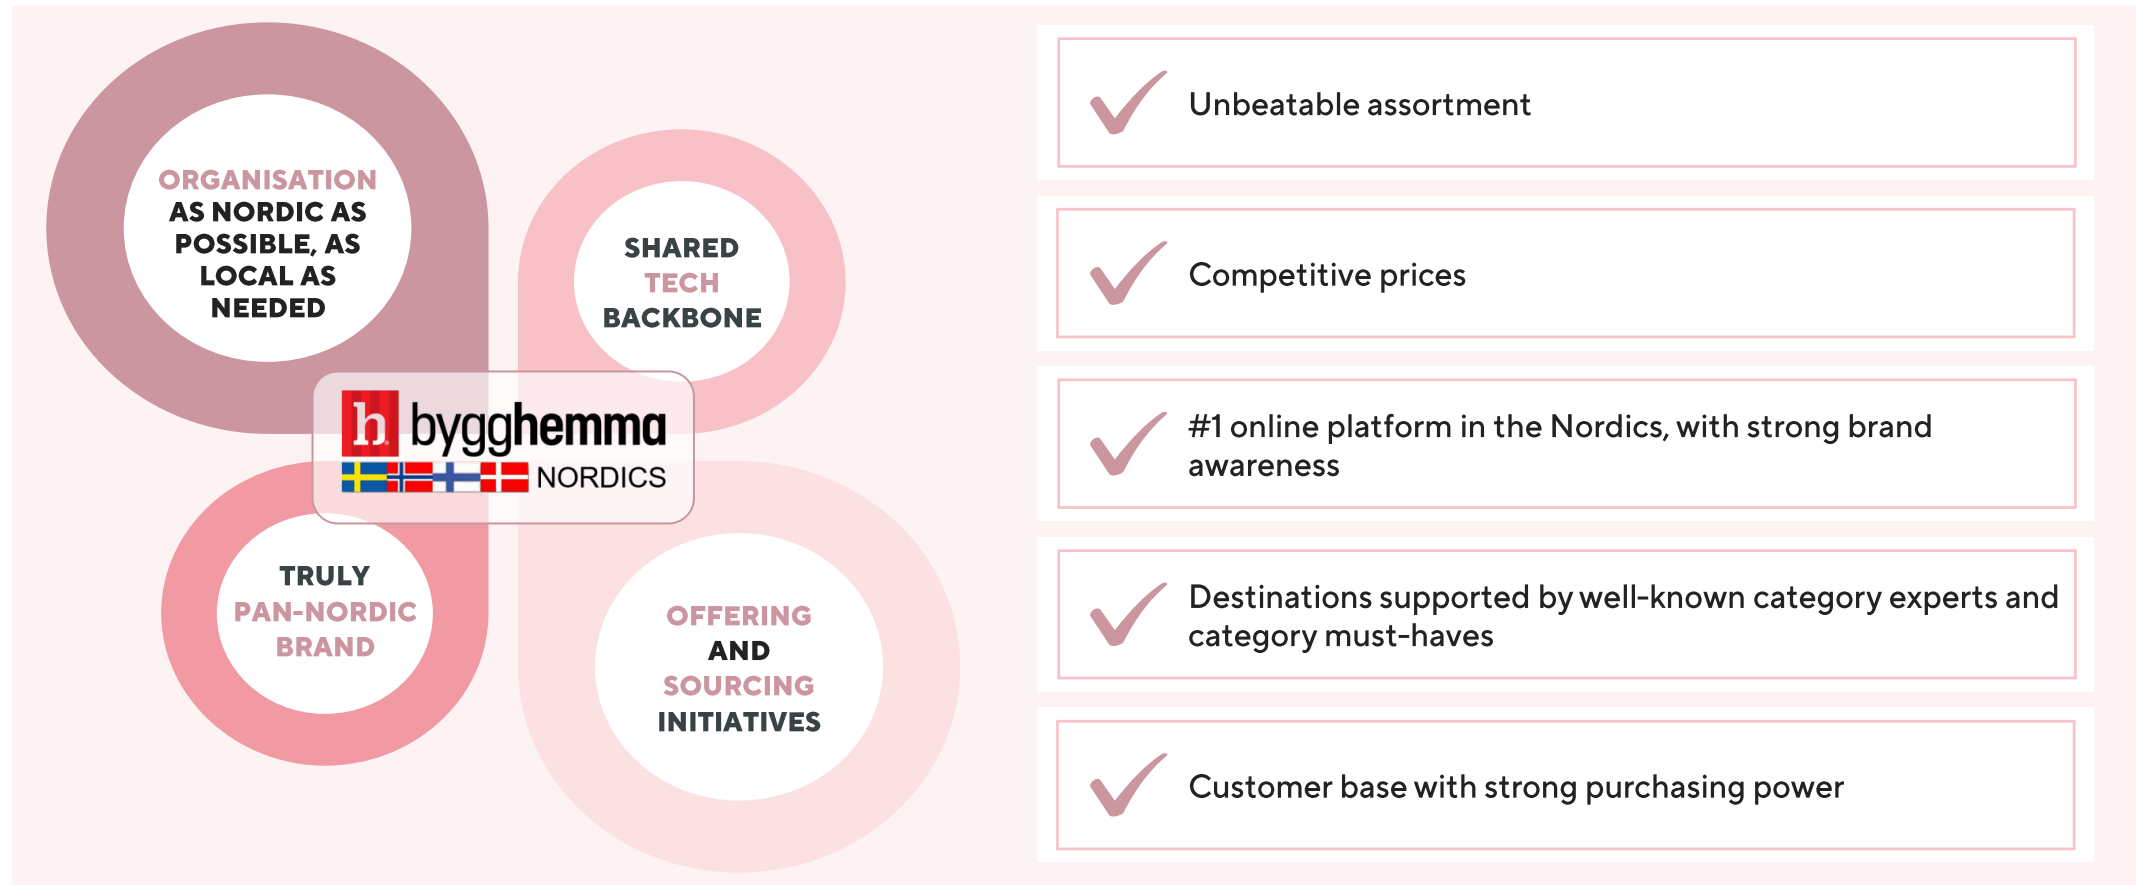 ORGANISATION
AS NORDIC AS
POSSIBLE, AS
LOCAL AS
NEEDED
SHARED
TECH
BACKBONE
h bygghemma
NORDICS
TRULY
PAN-NORDIC
BRAND
OFFERING
AND
SOURCING
INITIATIVES
Unbeatable assortment
Competitive prices
#1 online platform in the Nordics, with strong brand
awareness
Destinations supported by well-known category experts and
category must-haves
Customer base with strong purchasing power